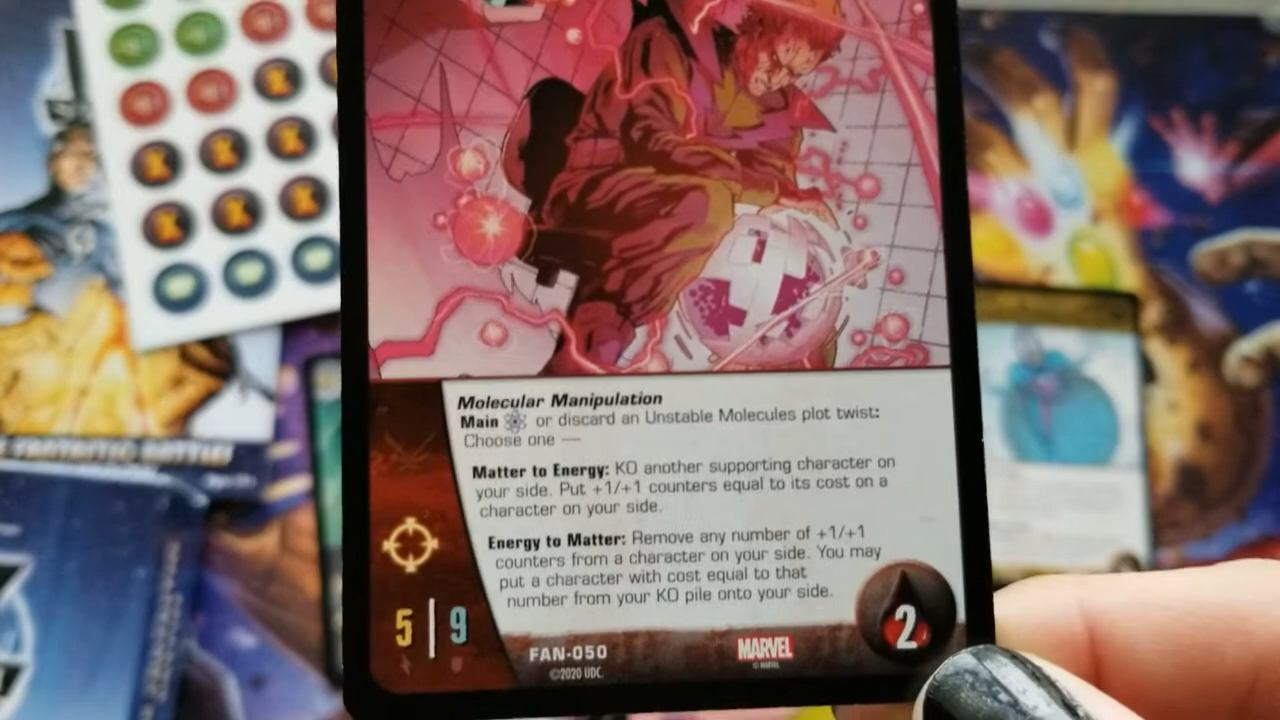 Molecular Manipulation
Main or discard an Unstable Molecules plot twist:
Choose one —
Matter to Energy: KO another supporting character on
your side. Put +1/+1 counters equal to its cost on a
character on your side.
Energy to Matter: Remove any number of +1/+1
counters from a character on your side. You may
put a character with cost equal to that
number from your KO pile onto your side.
5 | 9
2
FAN-050
MARVEL
©2020 UDC.
© MARVEL
FANTASTIC BATTLE!